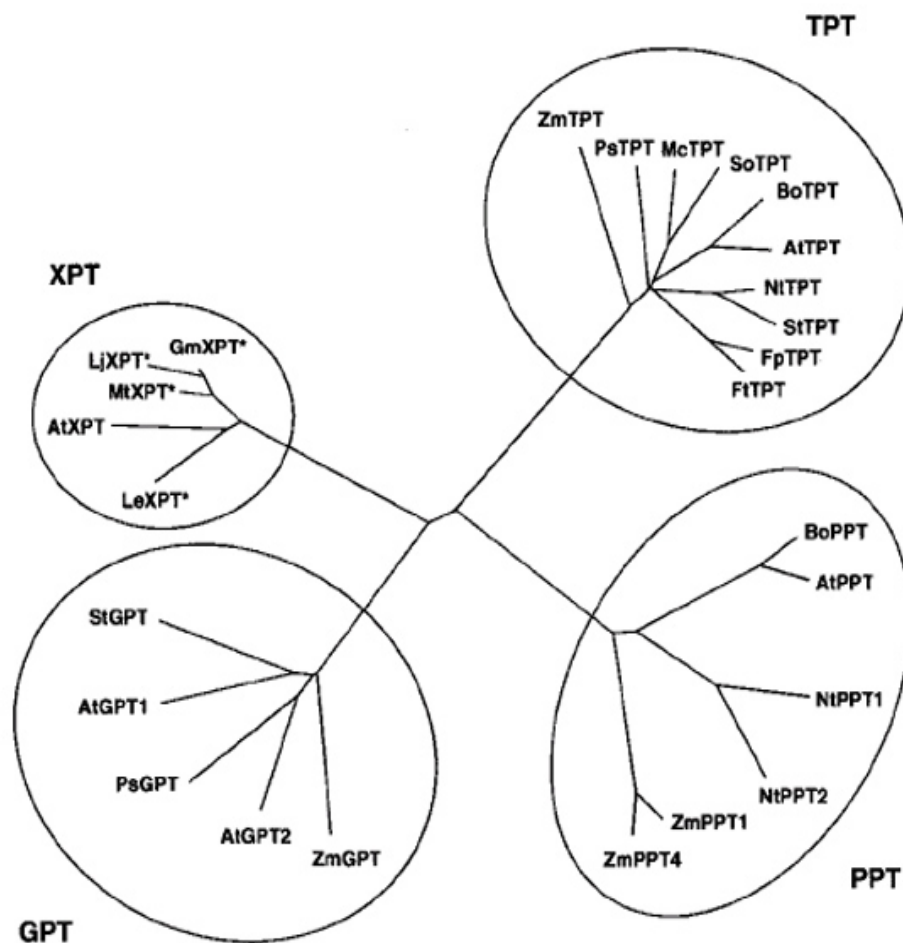 TPT
ZmTPT
PsTPT
McTPT
SoTPT
BoTPT
AtTPT
NtTPT
StTPT
FpTPT
FtTPT
XPT
GmXPT*
LjXPT*
MtXPT*
AtXPT
LeXPT*
StGPT
AtGPT1
PsGPT
AtGPT2
ZmGPT
GPT
BoPPT
AtPPT
NtPPT1
NtPPT2
ZmPPT1
ZmPPT4
PPT